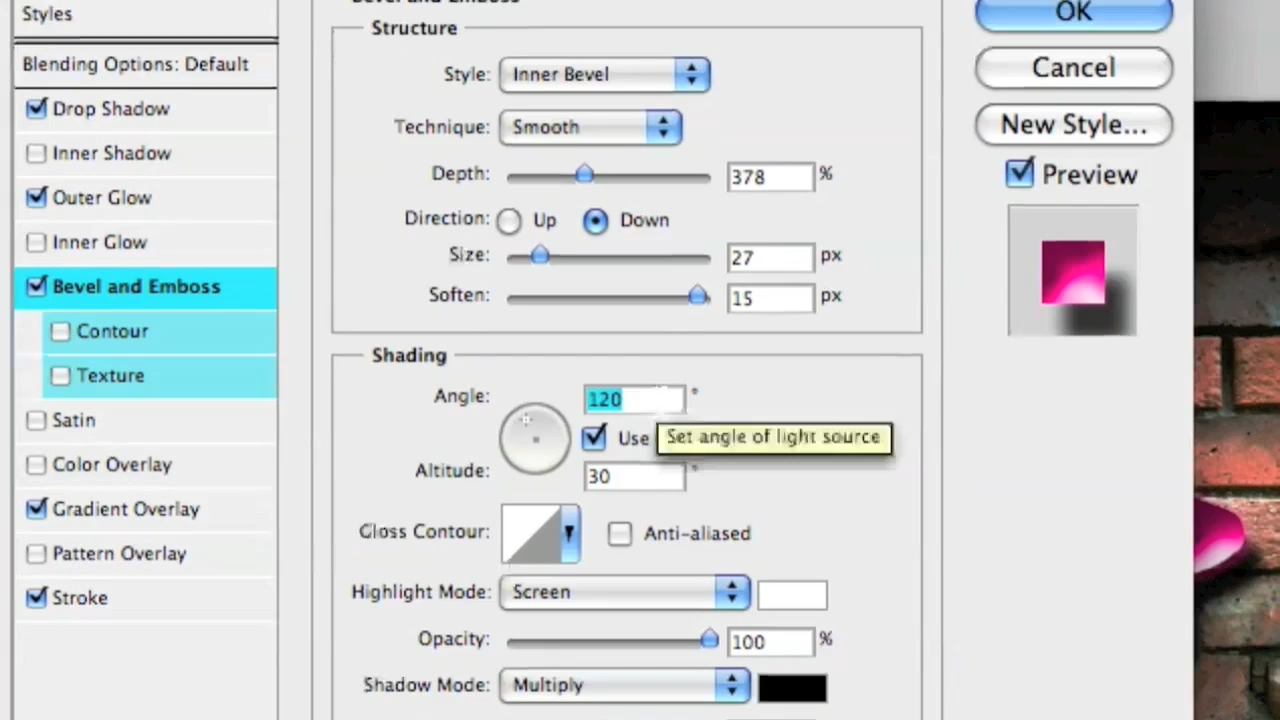 Styles
Blending Options: Default
Drop Shadow
Inner Shadow
Outer Glow
Inner Glow
Bevel and Emboss
Contour
Texture
Satin
Color Overlay
Gradient Overlay
Pattern Overlay
Stroke
Bevel and Emboss
Structure
Style: Inner Bevel
Technique: Smooth
Depth: 378 %
Direction: Up Down
Size: 27 px
Soften: 15 px
Shading
Angle: 120 °
Use
Set angle of light source
Altitude: 30 °
Gloss Contour: Anti-aliased
Highlight Mode: Screen
Opacity: 100 %
Shadow Mode: Multiply
OK
Cancel
New Style...
Preview